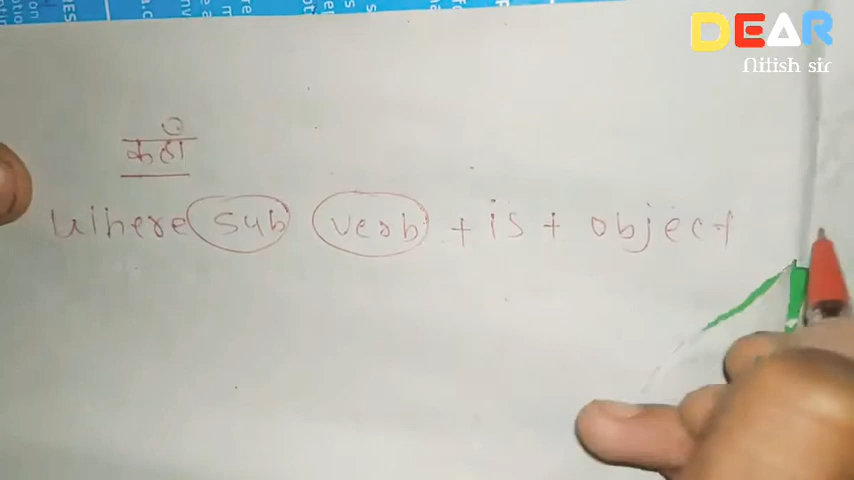 DEAR
Nitish sir
कहाँ
Where sub verb + is + object